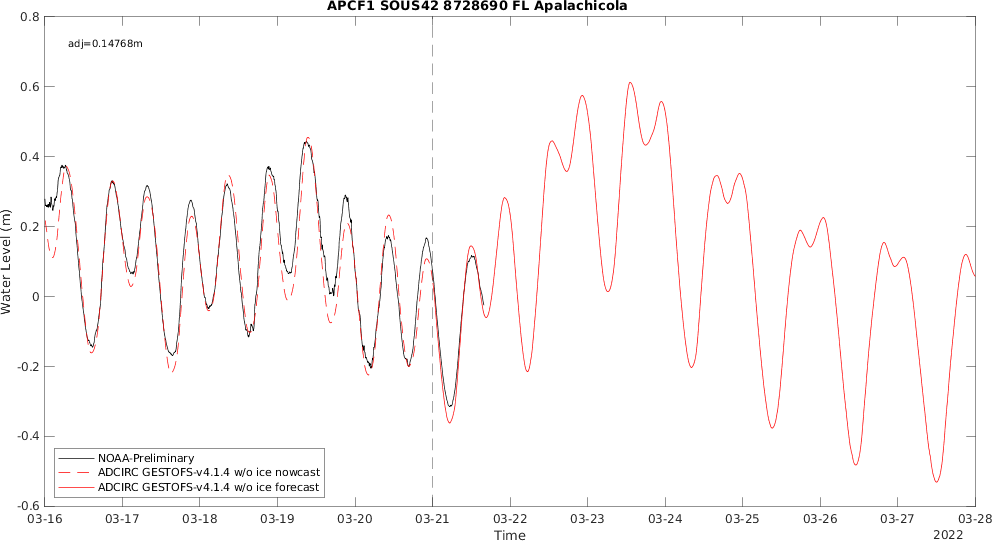 APCF1 SOUS42 8728690 FL Apalachicola
adj=0.14768m
Water Level (m)
0.8
0.6
0.4
0.2
0
-0.2
-0.4
-0.6
NOAA-Preliminary
ADCIRC GESTOFS-v4.1.4 w/o ice nowcast
ADCIRC GESTOFS-v4.1.4 w/o ice forecast
03-16 03-17 03-18 03-19 03-20 03-21 03-22 03-23 03-24 03-25 03-26 03-27 03-28
Time
2022